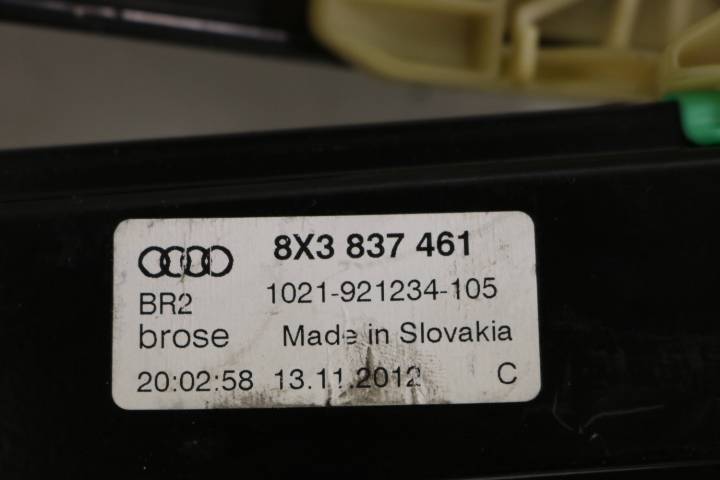 8X3 837 461
BR2 1021-921234-105
brose Made in Slovakia
20:02:58 13.11.2012 C